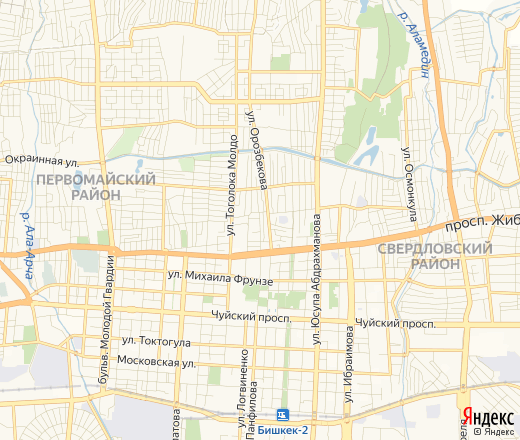 р. Аламедин
ул. Орозбекова
ул. Тоголока Молдо
Окраинная ул.
ул. Осмонкула
ПЕРВОМАЙСКИЙ
РАЙОН
р. Ала-Арча
просп. Жиб
СВЕРДЛОВСКИЙ
РАЙОН
ул. Юсупа Абдрахманова
ул. Михаила Фрунзе
бульв. Молодой Гвардии
Чуйский просп.
Чуйский просп.
ул. Ибраимова
ул. Токтогула
Московская ул.
ул. Логвиненко
Панфилова
Бишкек-2
Яндекс
© Яндекс